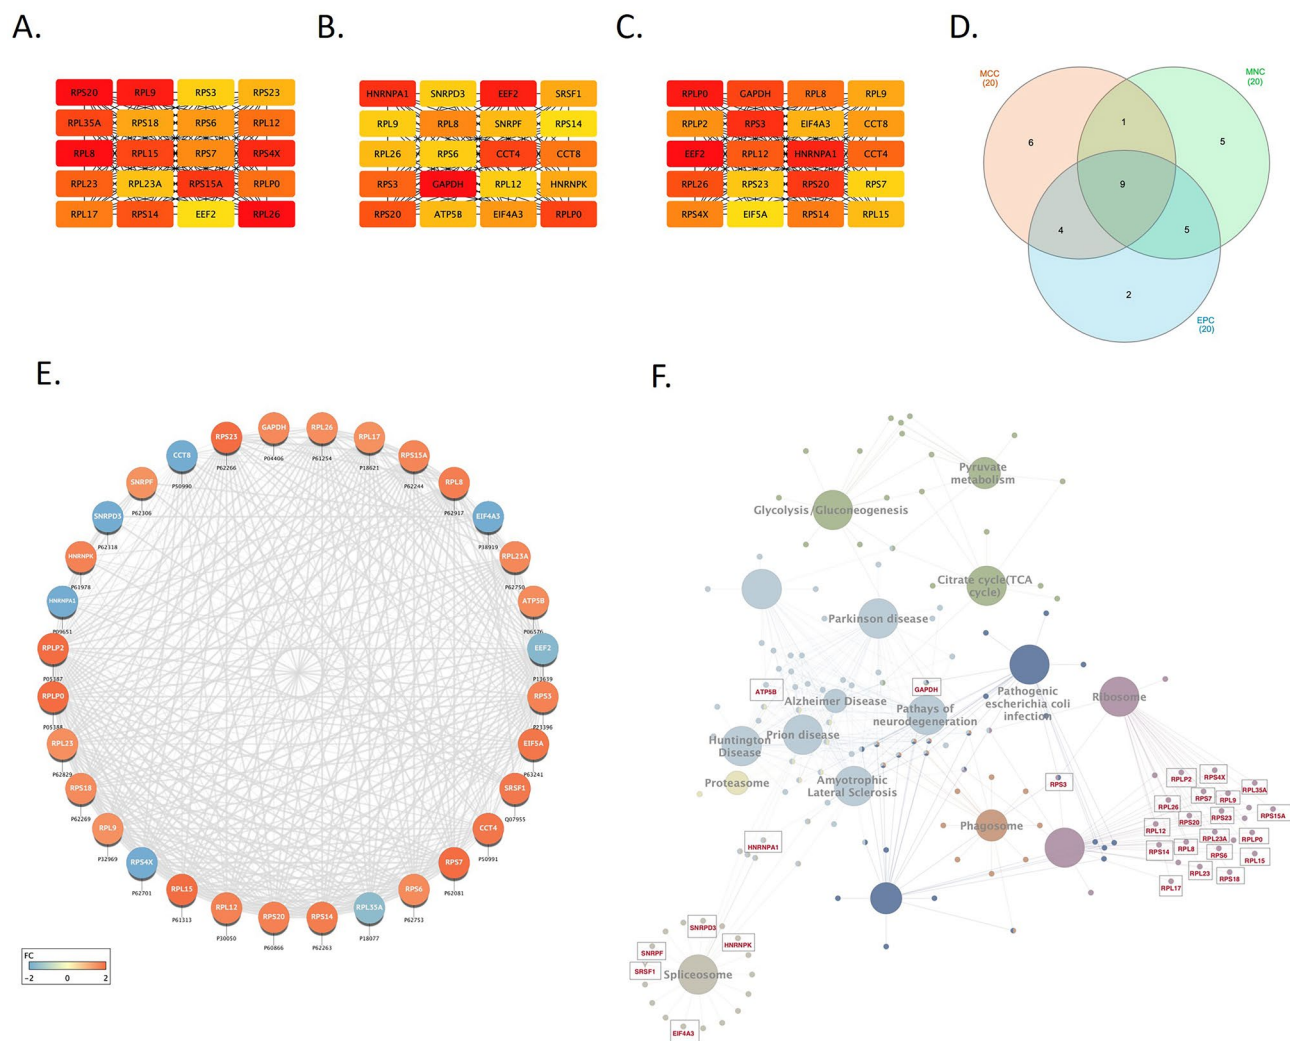 A.
B.
C.
D.
RPS20 RPL9 RPS3 RPS23
RPL35A RPS18 RPS6 RPL12
RPL8 RPL15 RPS7 RPS4X
RPL23 RPL23A RPS15A RPLP0
RPL17 RPS14 EEF2 RPL26
HNRNPA1 SNRPD3 EEF2 SRSF1
RPL9 RPL8 SNRPF RPS14
RPL26 RPS6 CCT4 CCT8
RPS3 GAPDH RPL12 HNRNPK
RPS20 ATP5B EIF4A3 RPLP0
RPLP0 GAPDH RPL8 RPL9
RPLP2 RPS3 EIF4A3 CCT8
EEF2 RPL12 HNRNPA1 CCT4
RPL26 RPS23 RPS20 RPS7
RPS4X EIF5A RPS14 RPL15
MCC
(20)
MNC
(20)
6
1
5
9
4
5
2
EPC
(20)
E.
GAPDH
P04406
RPL26
P61254
RPL17
P18621
RPS15A
P62244
RPL8
P62917
EIF4A3
P38919
RPL23A
P62750
ATP5B
P06576
EEF2
P13639
RPS3
P23396
EIF5A
P63241
SRSF1
Q07955
CCT4
P50991
RPS7
P62081
RPS6
P62753
RPL35A
P18077
RPS14
P62263
RPS20
P60866
RPL12
P30050
RPL15
P61313
RPS4X
P62701
RPL9
P32969
RPS18
P62269
RPL23
P62829
RPLP0
P05388
RPLP2
P05387
HNRNPA1
P09651
HNRNPK
P61978
SNRPD3
P62318
SNRPF
P62306
CCT8
P50990
RPS23
P62266
FC
-2 0 2
F.
Pyruvate
metabolism
Glycolysis/Gluconeogenesis
Citrate cycle(TCA
cycle)
Parkinson disease
ATP5B
GAPDH
Alzheimer Disease
Pathays of
neurodegeneration
Pathogenic
escherichia coli
infection
Ribosome
Huntington
Disease
Prion disease
Proteasome
Amyotrophic
Lateral Sclerosis
RPS3
RPLP2
RPS4X
RPL35A
RPL26
RPS7
RPL9
RPS15A
RPL12
RPS20
RPS23
RPL23A
RPLP0
RPS14
RPL8
RPS6
RPL15
RPL23
RPS18
RPL17
Phagosome
HNRNPA1
SNRPD3
HNRNPK
SNRPF
SRSF1
Spliceosome
EIF4A3